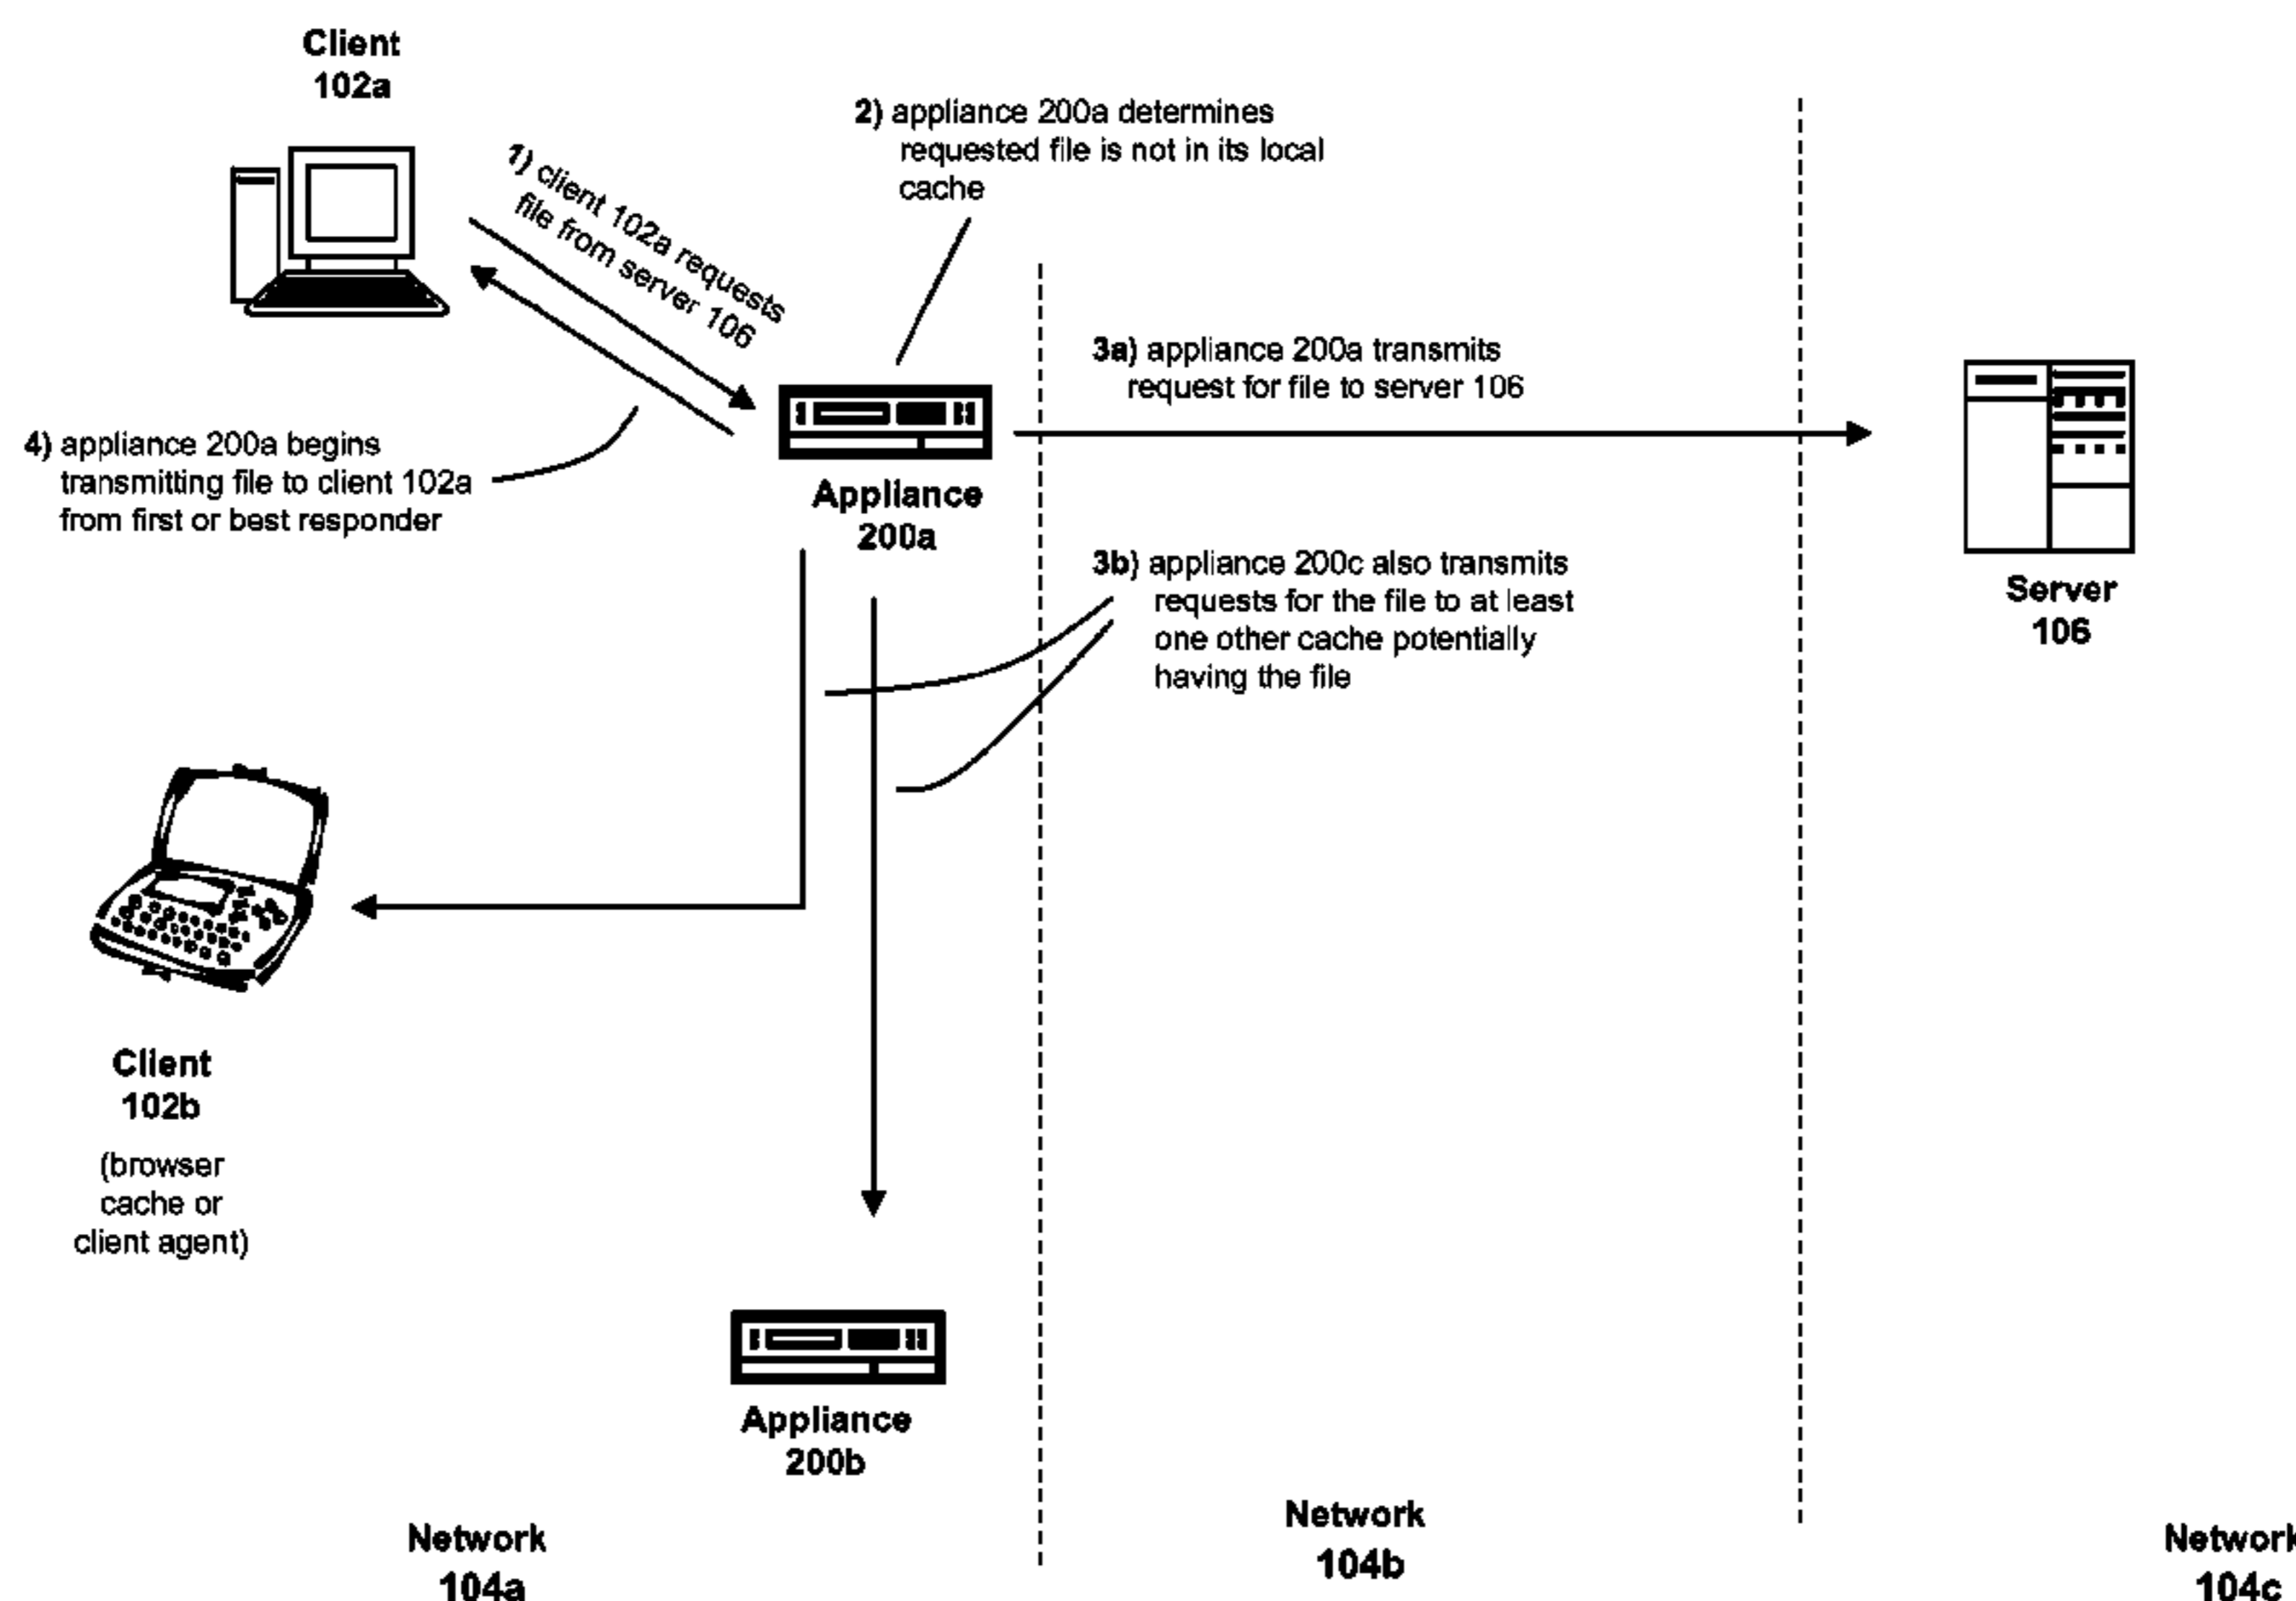 Client
102a
1) client 102a requests
file from server 106
2) appliance 200a determines
requested file is not in its local
cache
3a) appliance 200a transmits
request for file to server 106
4) appliance 200a begins
transmitting file to client 102a
from first or best responder
Appliance
200a
3b) appliance 200c also transmits
requests for the file to at least
one other cache potentially
having the file
Server
106
Client
102b
(browser
cache or
client agent)
Appliance
200b
Network
104a
Network
104b
Network
104c